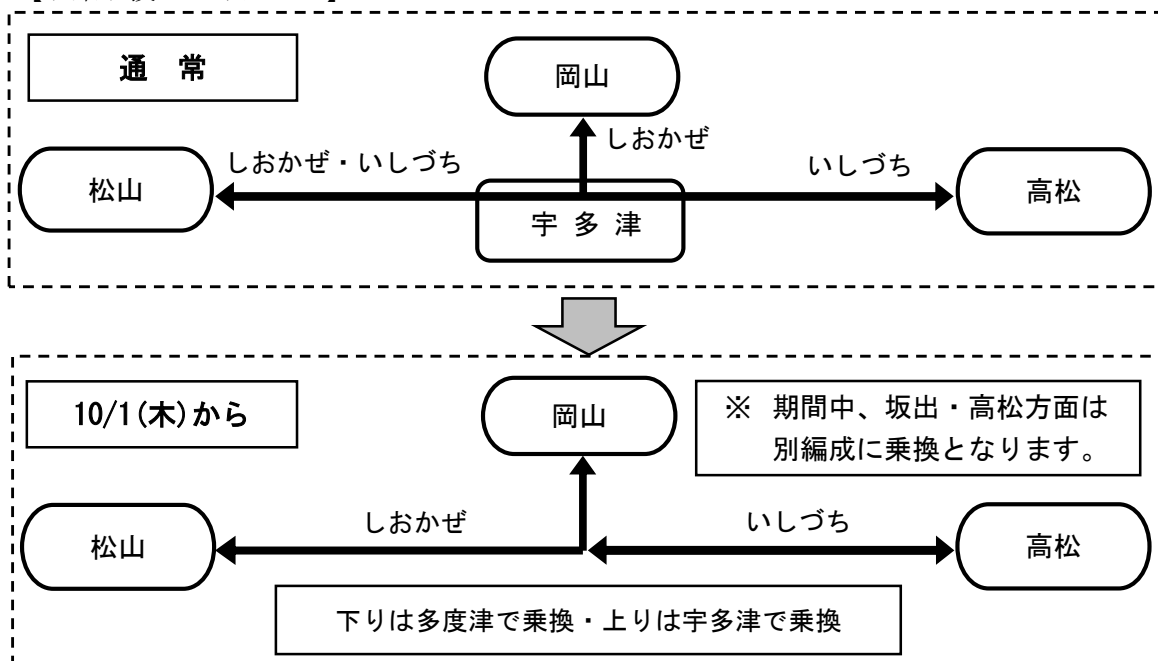 通 常
岡山
しおかぜ
しおかぜ・いしづち
いしづち
松山
高松
宇 多 津
10/1(木)から
岡山
※ 期間中、坂出・高松方面は
別編成に乗換となります。
しおかぜ
いしづち
松山
高松
下りは多度津で乗換・上りは宇多津で乗換